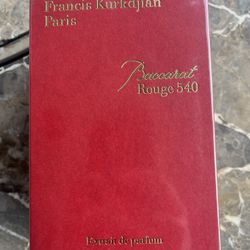 Francis Kurkdjian
Paris
Baccarat
Rouge 540
Extrait de parfum